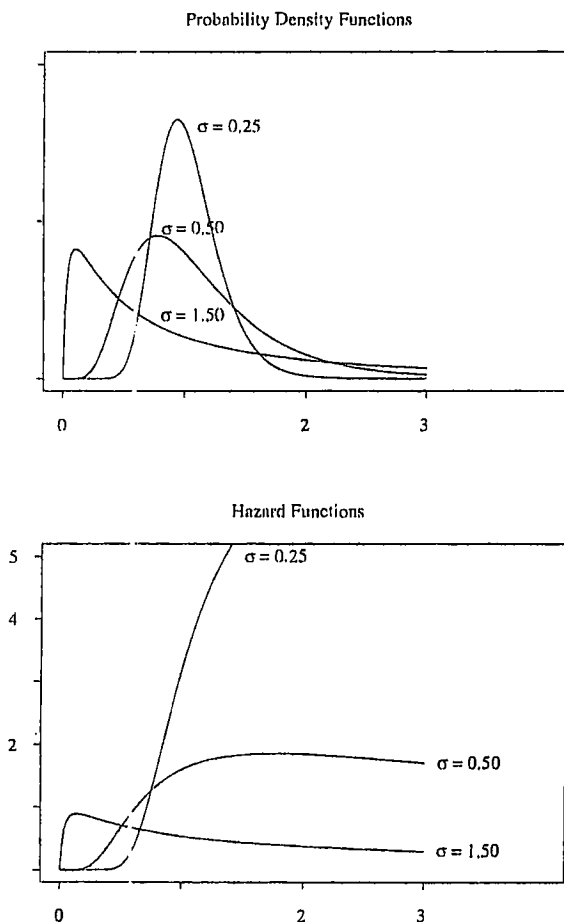 Probability Density Functions
σ = 0,25
σ = 0,50
σ = 1.50
0
2
3
Hazard Functions
5
σ = 0.25
4
2
σ = 0,50
σ = 1.50
0
2
3